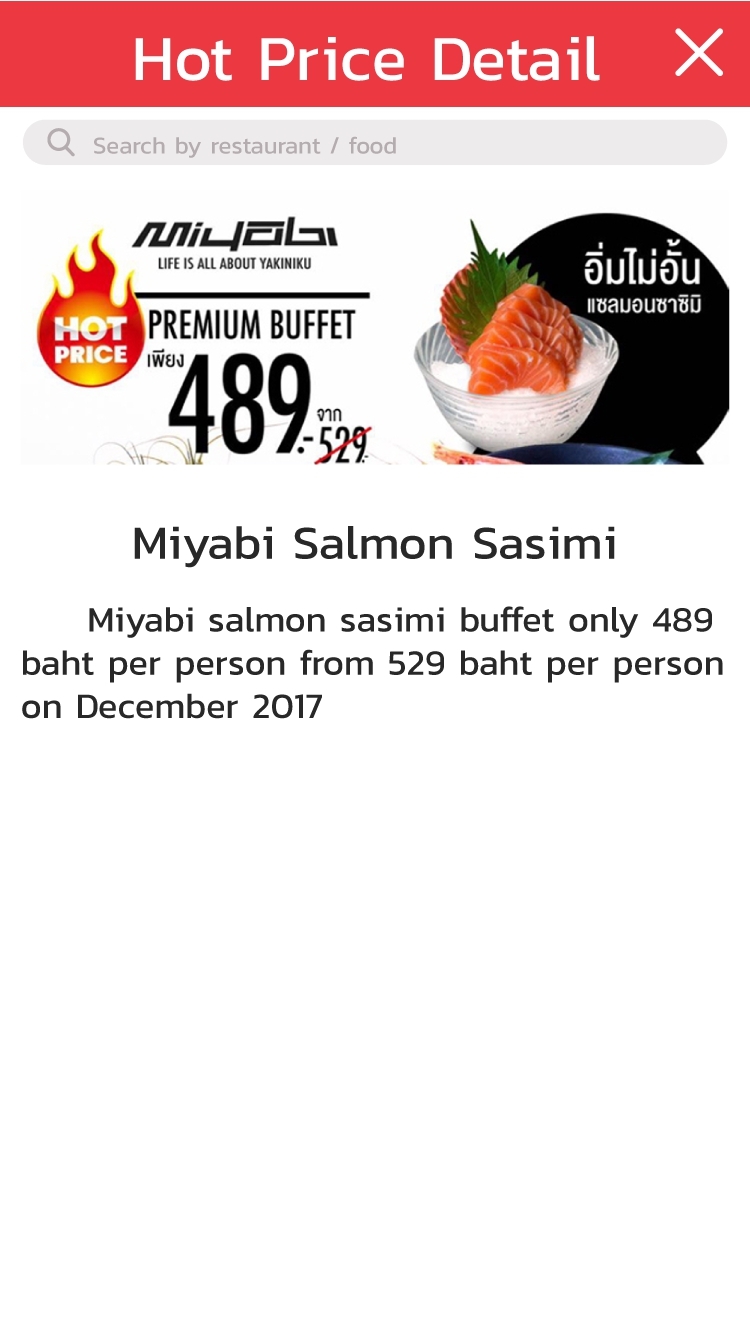 Hot Price Detail
Search by restaurant / food
Miyabi
LIFE IS ALL ABOUT YAKINIKU
HOT
PRICE
PREMIUM BUFFET
เพียง
489.-
จาก
529.-
อิ่มไม่อั้น
แซลมอนซาซิมิ
Miyabi Salmon Sasimi
Miyabi salmon sasimi buffet only 489
baht per person from 529 baht per person
on December 2017